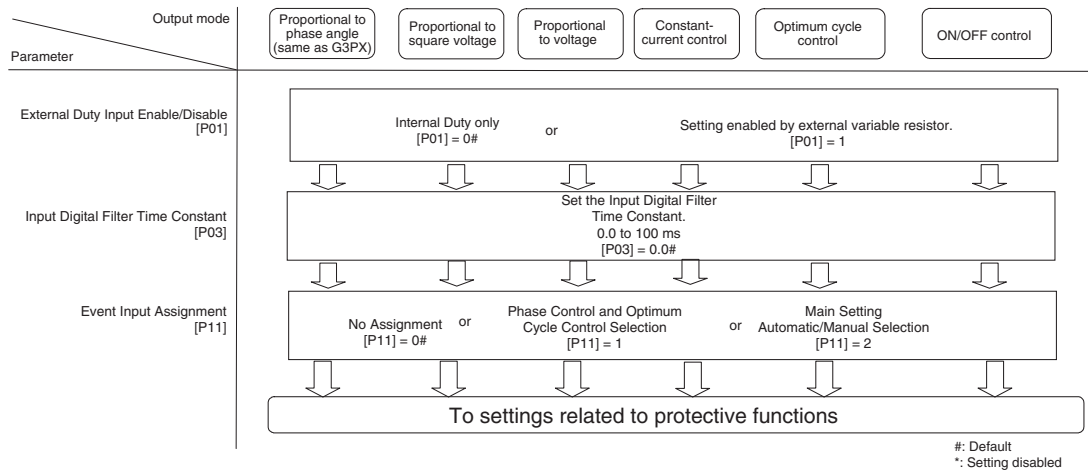 Output mode
Parameter
Proportional to
phase angle
(same as G3PX)
Proportional to
square voltage
Proportional
to voltage
Constant-
current control
Optimum cycle
control
ON/OFF control
External Duty Input Enable/Disable
[P01]
Internal Duty only
[P01] = 0#
or
Setting enabled by external variable resistor.
[P01] = 1
Input Digital Filter Time Constant
[P03]
Set the Input Digital Filter
Time Constant.
0.0 to 100 ms
[P03] = 0.0#
Event Input Assignment
[P11]
No Assignment
[P11] = 0#
or
Phase Control and Optimum
Cycle Control Selection
[P11] = 1
or
Main Setting
Automatic/Manual Selection
[P11] = 2
To settings related to protective functions
#: Default
*: Setting disabled